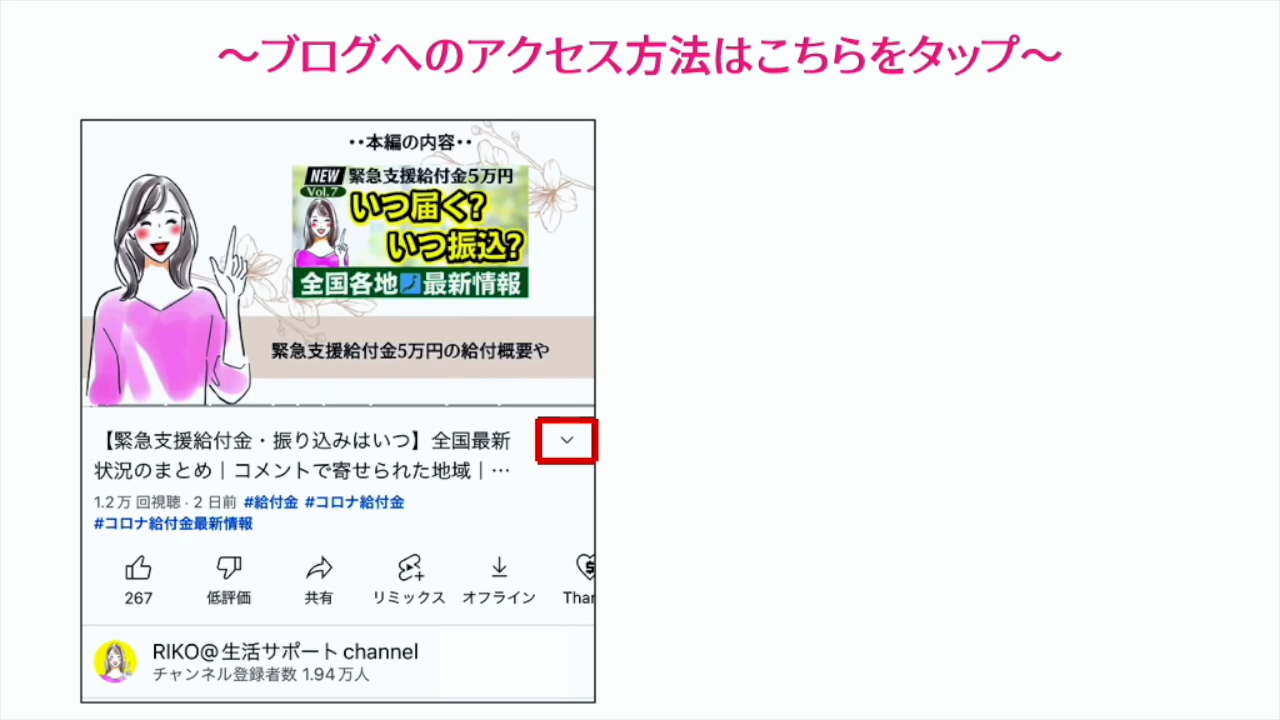 ～ブログへのアクセス方法はこちらをタップ～
・・本編の内容・・
NEW 緊急支援給付金5万円
Vol.7
いつ届く?
いつ振込?
全国各地 最新情報
緊急支援給付金5万円の給付概要や
【緊急支援給付金・振り込みはいつ】全国最新
状況のまとめ｜コメントで寄せられた地域｜…
1.2万 回視聴・2 日前 #給付金 #コロナ給付金
#コロナ給付金最新情報
267 低評価 共有 リミックス オフライン Than
RIKO@生活サポート channel
チャンネル登録者数 1.94万人